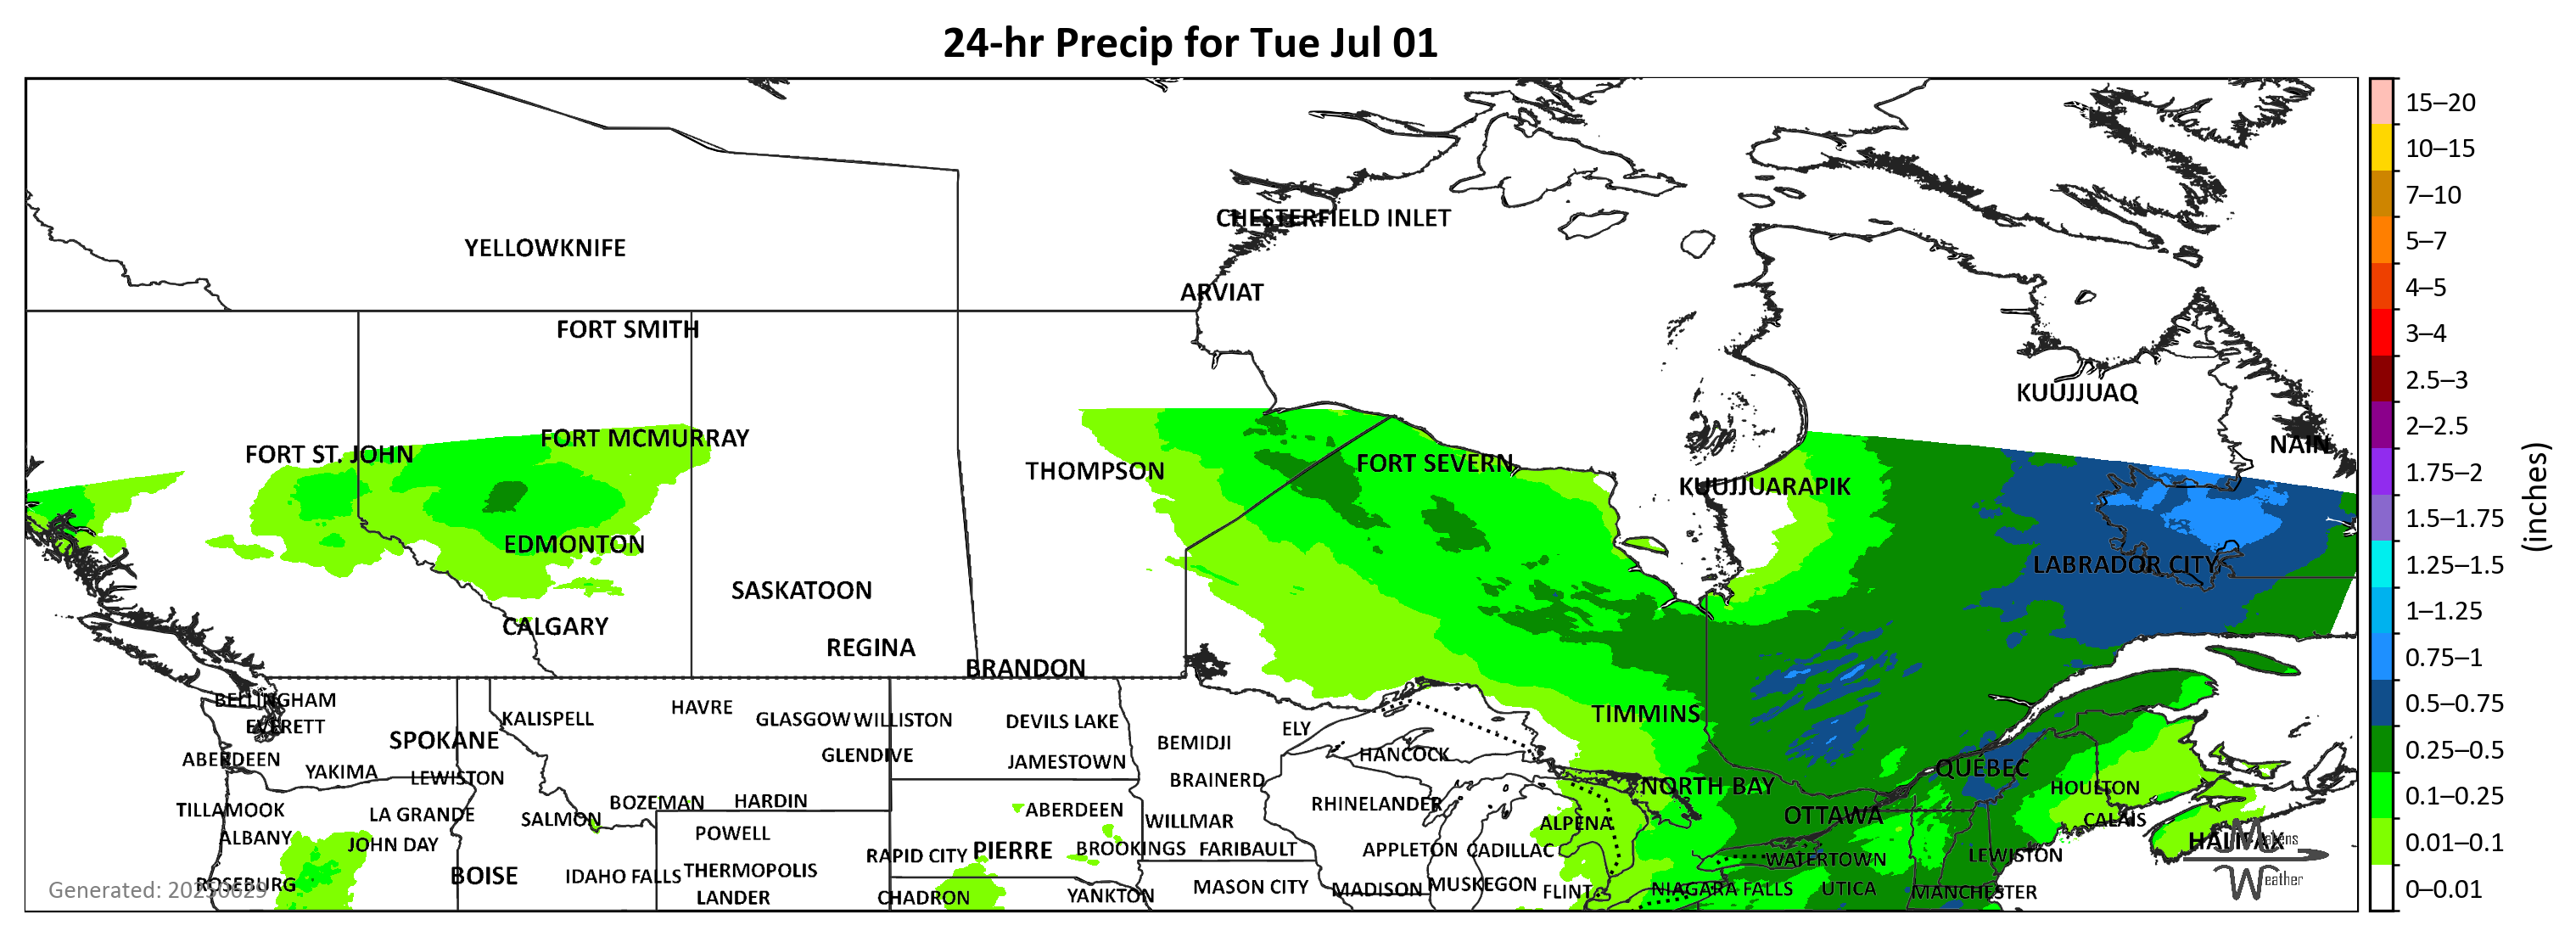 24-hr Precip for Tue Jul 01
CHESTERFIELD INLET
YELLOWKNIFE
ARVIAT
FORT SMITH
KUUJJUAQ
FORT MCMURRAY
NAIN
FORT ST. JOHN
THOMPSON
FORT SEVERN
KUUJJUARAPIK
EDMONTON
LABRADOR CITY
SASKATOON
CALGARY
REGINA
BRANDON
BELLINGHAM
HAVRE
KALISPELL
GLASGOW
WILLISTON
DEVILS LAKE
TIMMINS
EVERETT
ELY
SPOKANE
BEMIDJI
GLENDIVE
HANCOCK
ABERDEEN
JAMESTOWN
QUEBEC
YAKIMA
LEWISTON
BRAINERD
NORTH BAY
HOULTON
BOZEMAN
HARDIN
RHINELANDER
TILLAMOOK
LA GRANDE
ABERDEEN
SALMON
WILLMAR
ALPENA
OTTAWA
CALAIS
ALBANY
JOHN DAY
POWELL
HALIFAX
RAPID CITY
PIERRE
BROOKINGS
FARIBAULT
APPLETON
CADILLAC
WATERTOWN
LEWISTON
BOISE
IDAHO FALLS
THERMOPOLIS
ROSEBURG
MASON CITY
MADISON
MUSKEGON
FLINT
NIAGARA FALLS
UTICA
MANCHESTER
LANDER
CHADRON
YANKTON
Weather
15–20
10–15
7–10
5–7
4–5
3–4
2.5–3
2–2.5
1.75–2
1.5–1.75
1.25–1.5
1–1.25
0.75–1
0.5–0.75
0.25–0.5
0.1–0.25
0.01–0.1
0–0.01
(inches)
Generated: 20250629